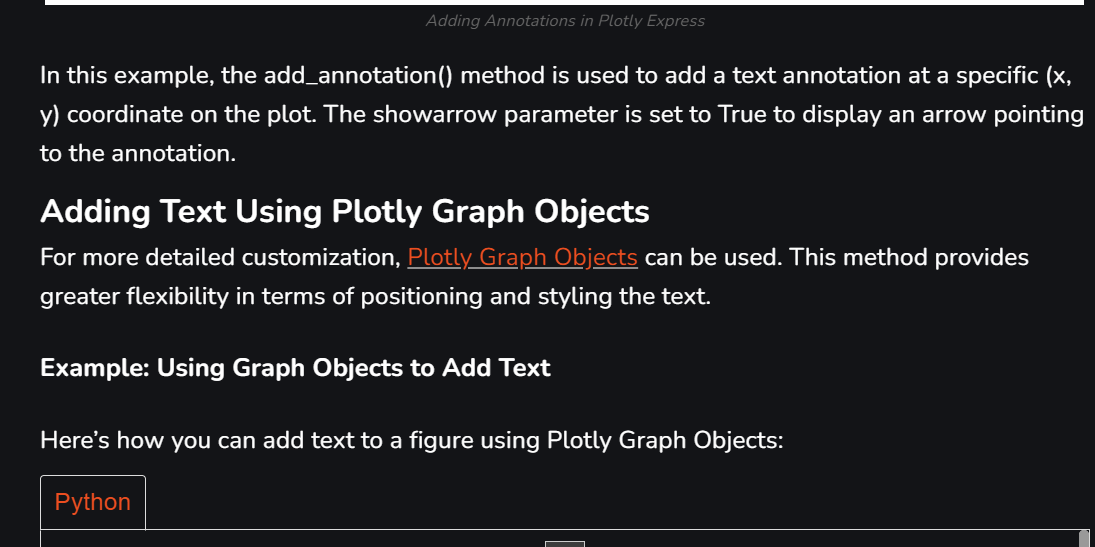 Adding Annotations in Plotly Express
In this example, the add_annotation() method is used to add a text annotation at a specific (x,
y) coordinate on the plot. The showarrow parameter is set to True to display an arrow pointing
to the annotation.
Adding Text Using Plotly Graph Objects
For more detailed customization, Plotly Graph Objects can be used. This method provides
greater flexibility in terms of positioning and styling the text.
Example: Using Graph Objects to Add Text
Here’s how you can add text to a figure using Plotly Graph Objects:
Python